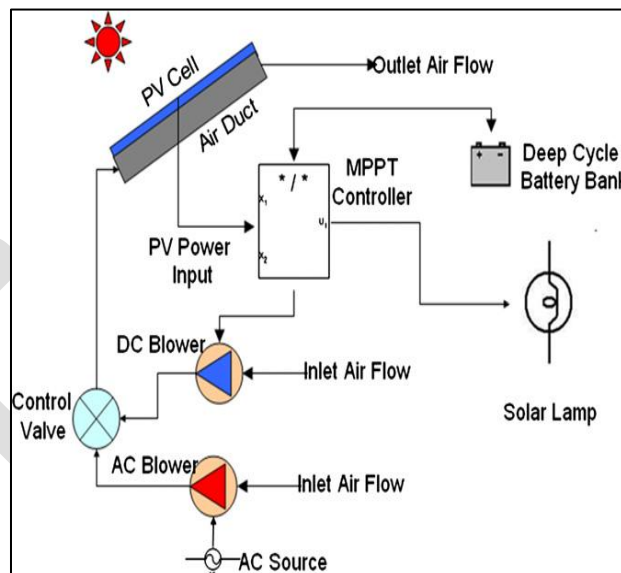 PV Cell
Air Duct
Outlet Air Flow
MPPT
Controller
* / *
x₁
x₂
u₁
+ -
Deep Cycle
Battery Bank
PV Power
Input
DC Blower
Inlet Air Flow
Solar Lamp
Control
Valve
AC Blower
Inlet Air Flow
AC Source